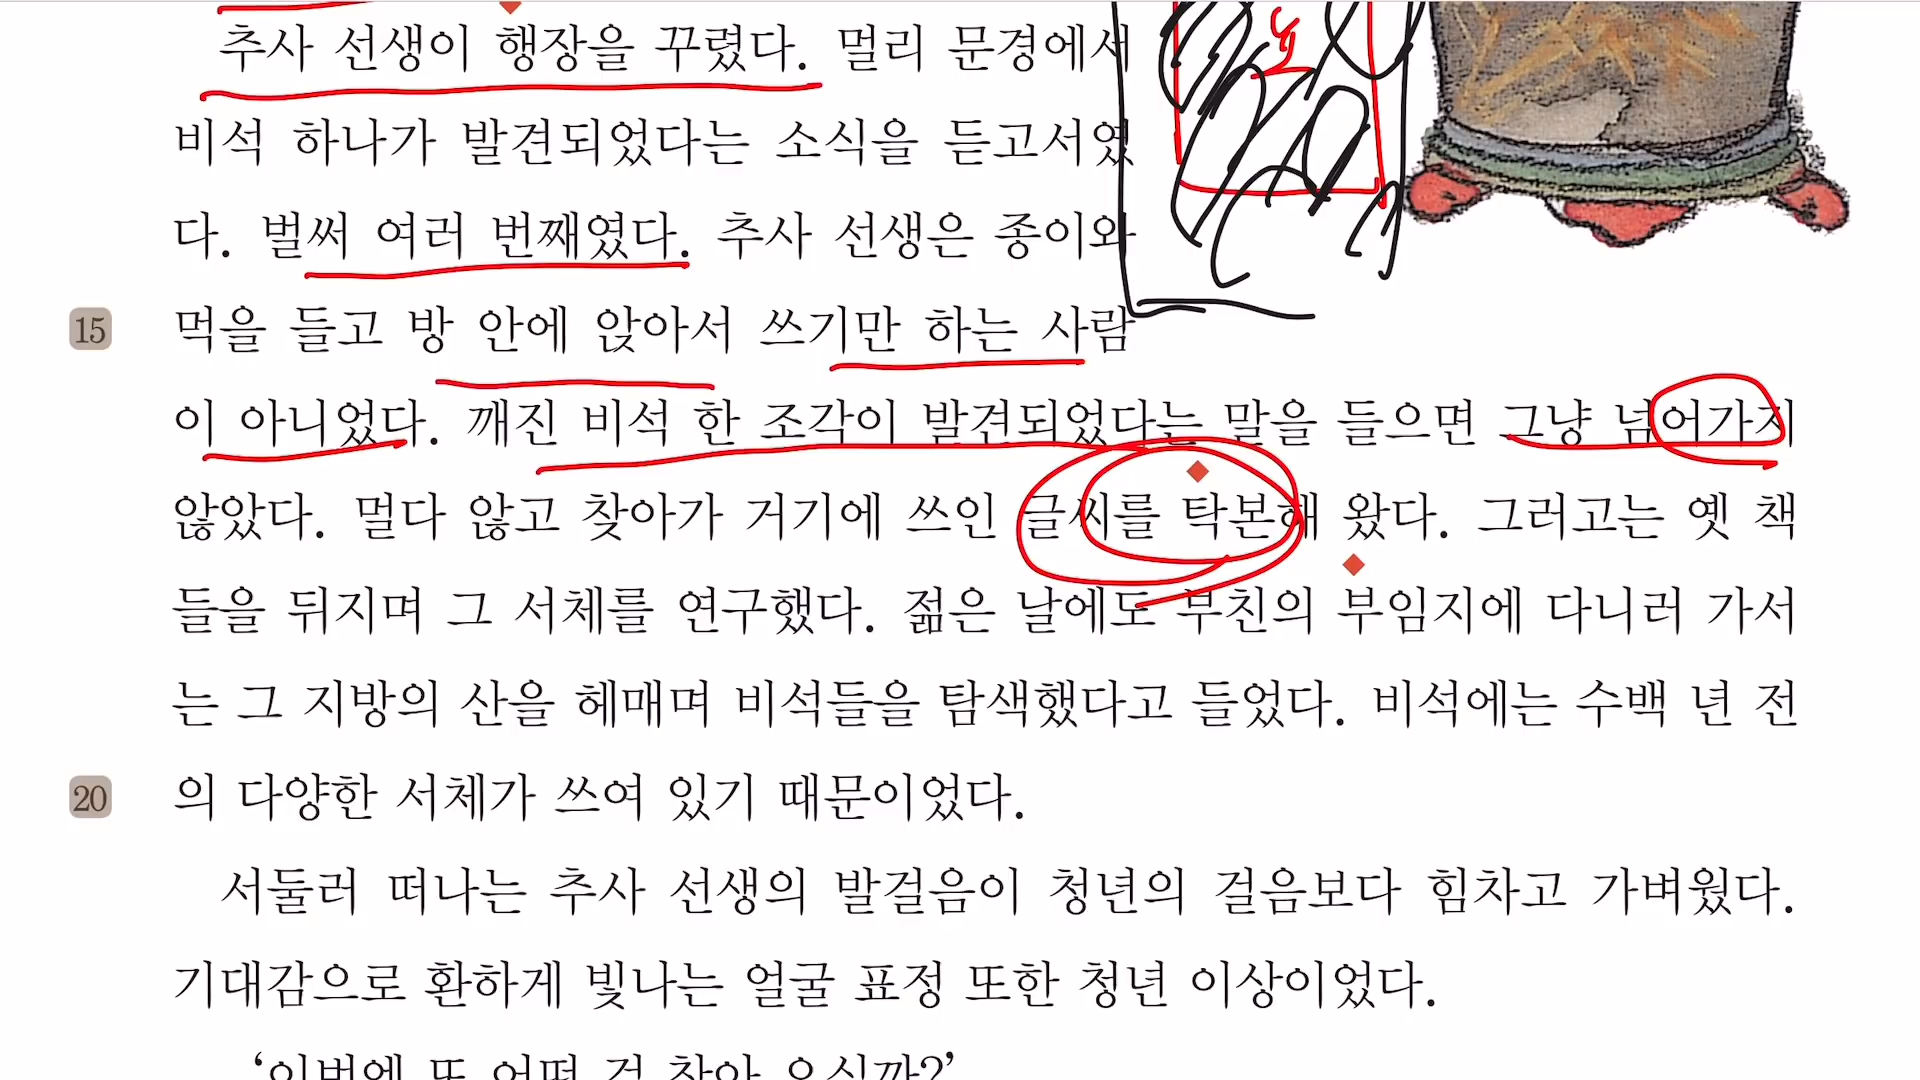 추사 선생이 행장을 꾸렸다. 멀리 문경에서
비석 하나가 발견되었다는 소식을 듣고서였
다. 벌써 여러 번째였다. 추사 선생은 종이와
15 먹을 들고 방 안에 앉아서 쓰기만 하는 사람
이 아니었다. 깨진 비석 한 조각이 발견되었다는 말을 들으면 그냥 넘어가지
않았다. 멀다 않고 찾아가 거기에 쓰인 글씨를 탁본해 왔다. 그러고는 옛 책
들을 뒤지며 그 서체를 연구했다. 젊은 날에도 부친의 부임지에 다니러 가서
는 그 지방의 산을 헤매며 비석들을 탐색했다고 들었다. 비석에는 수백 년 전
20 의 다양한 서체가 쓰여 있기 때문이었다.
서둘러 떠나는 추사 선생의 발걸음이 청년의 걸음보다 힘차고 가벼웠다.
기대감으로 환하게 빛나는 얼굴 표정 또한 청년 이상이었다.
‘이번엔 또 어떤 걸 찾아 오실까?’